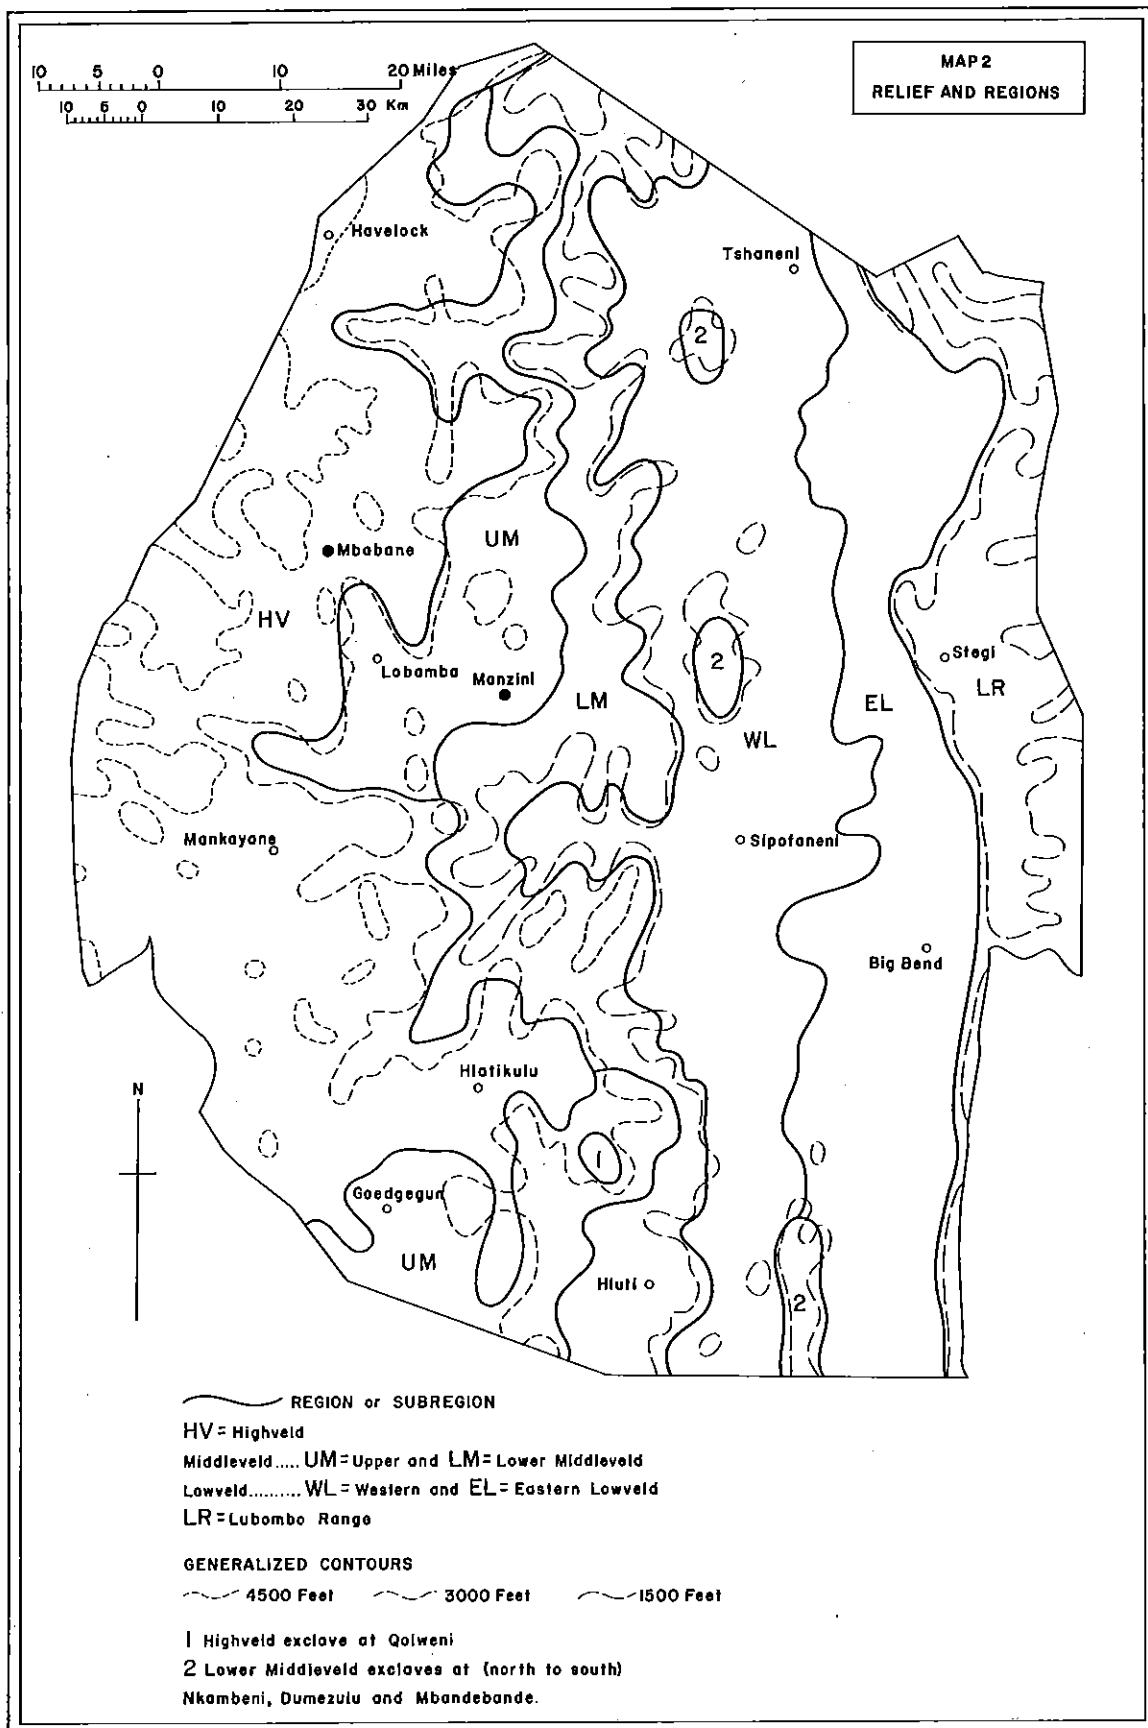 MAP 2
RELIEF AND REGIONS
10 5 0 10 20 Miles
10 5 0 10 20 30 Km
Havelock
Tshaneni
2
UM
Mbabane
HV
2
Stegi
Lobamba
Manzini
LR
LM
EL
WL
Mankayane
Sipofaneni
Big Bend
Hlatikulu
N
1
Goedgegun
UM
Hluti
2
REGION or SUBREGION
HV = Highveld
Middleveld..... UM = Upper and LM = Lower Middleveld
Lowveld.......... WL = Western and EL = Eastern Lowveld
LR = Lubombo Range
GENERALIZED CONTOURS
4500 Feet 3000 Feet 1500 Feet
1 Highveld exclave at Qolweni
2 Lower Middleveld exclaves at (north to south)
Nkambeni, Dumezulu and Mbandebande.